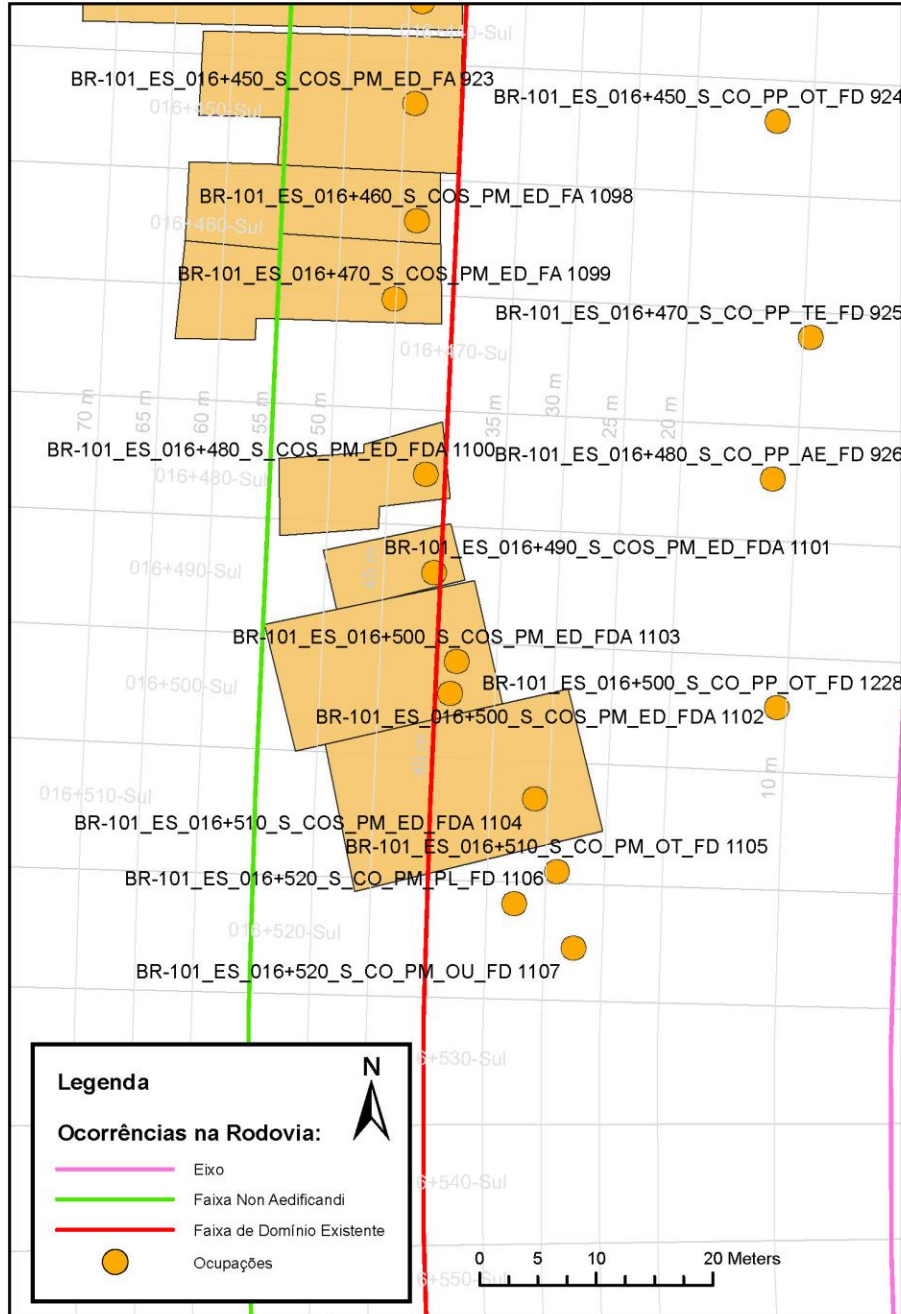 016+440-Sul
BR-101_ES_016+450_S_COS_PM_ED_FA 923
BR-101_ES_016+450_S_CO_PP_OT_FD 924
016+450-Sul
BR-101_ES_016+460_S_COS_PM_ED_FA 1098
016+460-Sul
BR-101_ES_016+470_S_COS_PM_ED_FA 1099
BR-101_ES_016+470_S_CO_PP_TE_FD 925
016+470-Sul
70 m
65 m
60 m
55 m
50 m
35 m
30 m
25 m
20 m
BR-101_ES_016+480_S_COS_PM_ED_FDA 1100
BR-101_ES_016+480_S_CO_PP_AE_FD 926
016+480-Sul
BR-101_ES_016+490_S_COS_PM_ED_FDA 1101
016+490-Sul
BR-101_ES_016+500_S_COS_PM_ED_FDA 1103
016+500-Sul
BR-101_ES_016+500_S_CO_PP_OT_FD 1228
BR-101_ES_016+500_S_COS_PM_ED_FDA 1102
10 m
016+510-Sul
BR-101_ES_016+510_S_COS_PM_ED_FDA 1104
BR-101_ES_016+510_S_CO_PM_OT_FD 1105
BR-101_ES_016+520_S_CO_PM_PL_FD 1106
016+520-Sul
BR-101_ES_016+520_S_CO_PM_OU_FD 1107
6+530-Sul
6+540-Sul
6+550-Sul
Legenda
N
Ocorrências na Rodovia:
Eixo
Faixa Non Aedificandi
Faixa de Domínio Existente
Ocupações
0 5 10 20 Meters